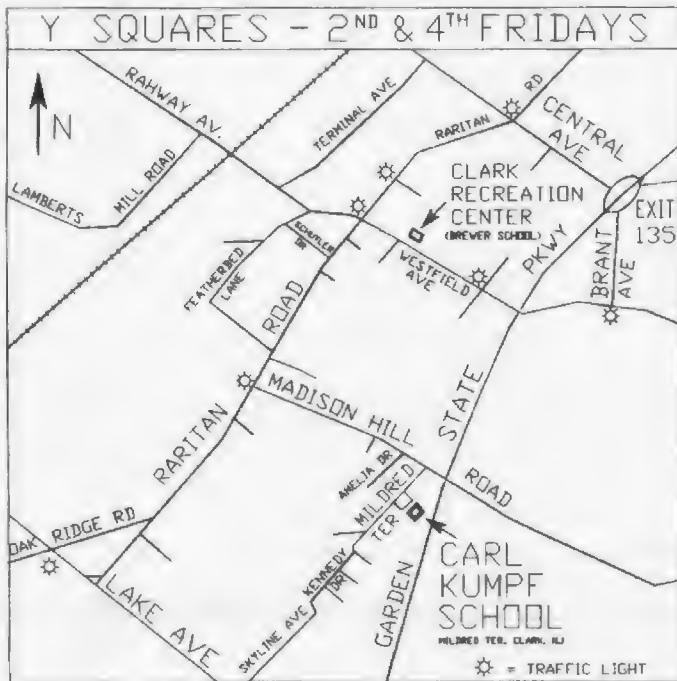 Y SQUARES - 2ND & 4TH FRIDAYS
N
RAHWAY AV.
TERMINAL AVE
RARITAN RD
CENTRAL AVE
MILL ROAD
LAMBERTS
CLARK
RECREATION
CENTER
(BREWER SCHOOL)
EXIT
135
PKWY
BRANT AVE
SCHINDLER DR
FEATHERBED LANE
WESTFIELD AVE
ROAD
STATE
MADISON HILL
RARITAN
AMELIA DR
MILDRED TER
ROAD
OAK RIDGE RD
KENNEDY DR
SKYLINE AVE
LAKE AVE
GARDEN
CARL
KUMPF
SCHOOL
MILDRED TER. CLARK, NJ
= TRAFFIC LIGHT